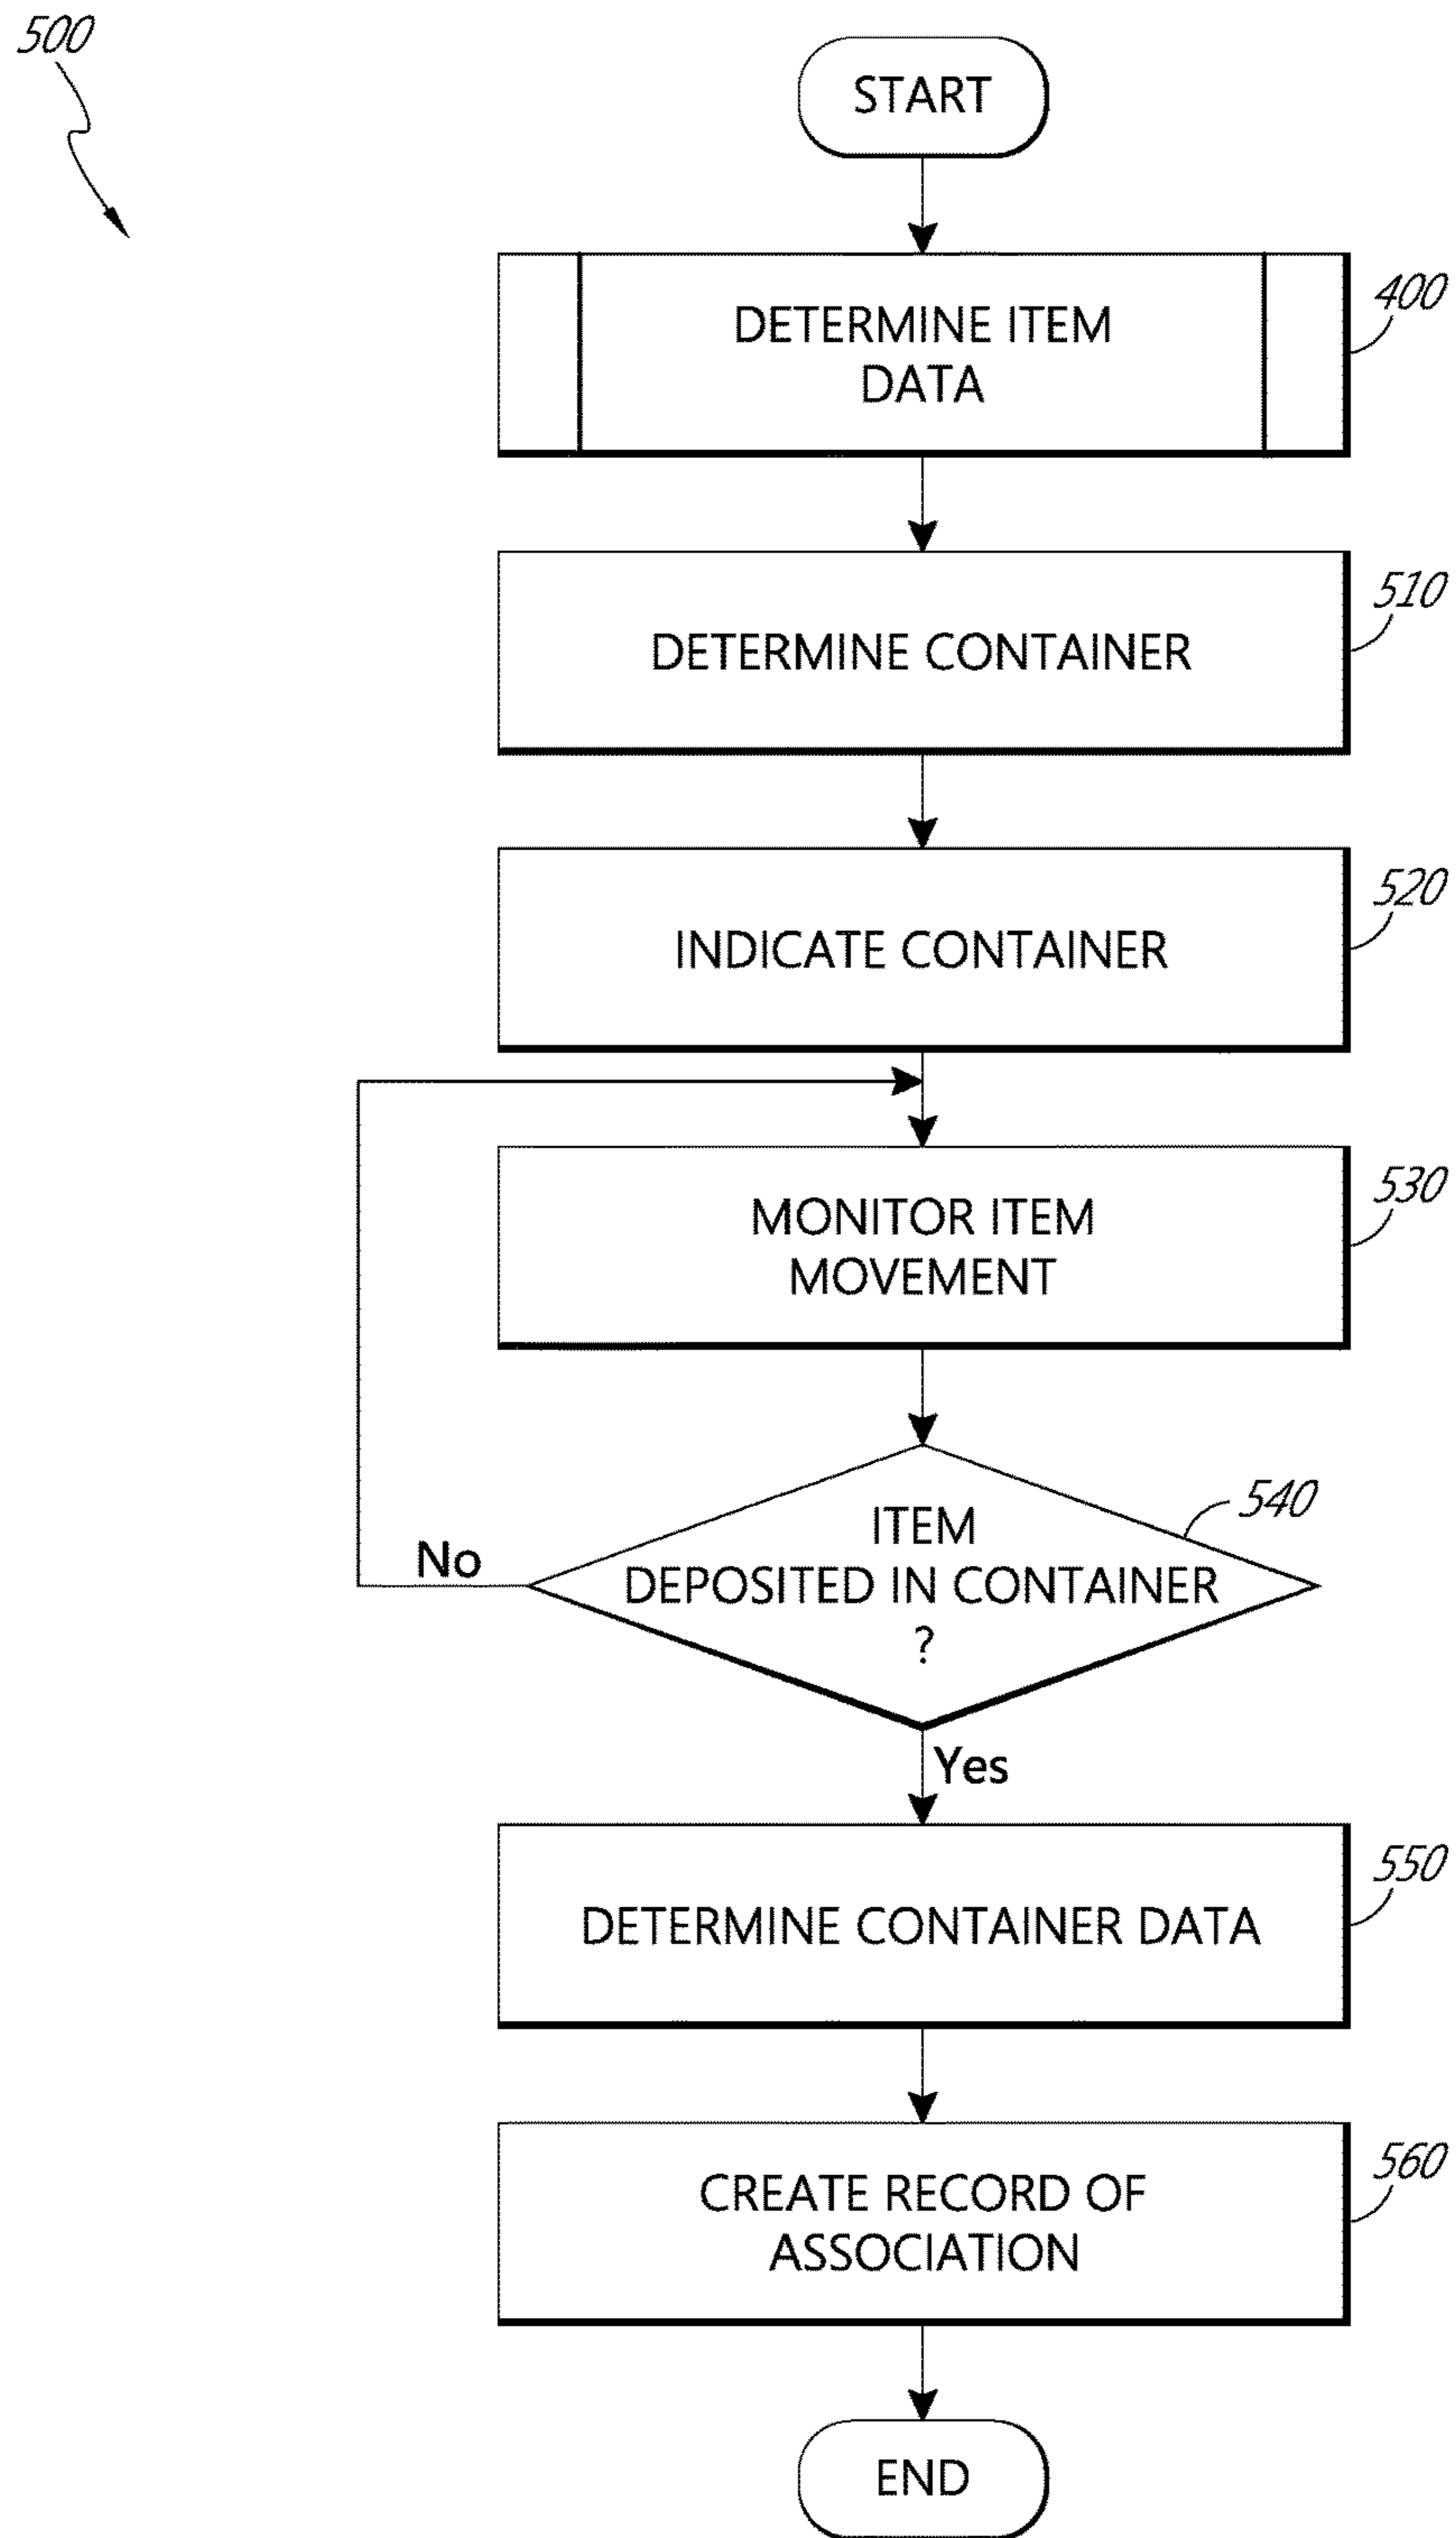 500
START
DETERMINE ITEM
DATA
400
DETERMINE CONTAINER
510
INDICATE CONTAINER
520
MONITOR ITEM
MOVEMENT
530
ITEM
DEPOSITED IN CONTAINER
?
540
No
Yes
DETERMINE CONTAINER DATA
550
CREATE RECORD OF
ASSOCIATION
560
END